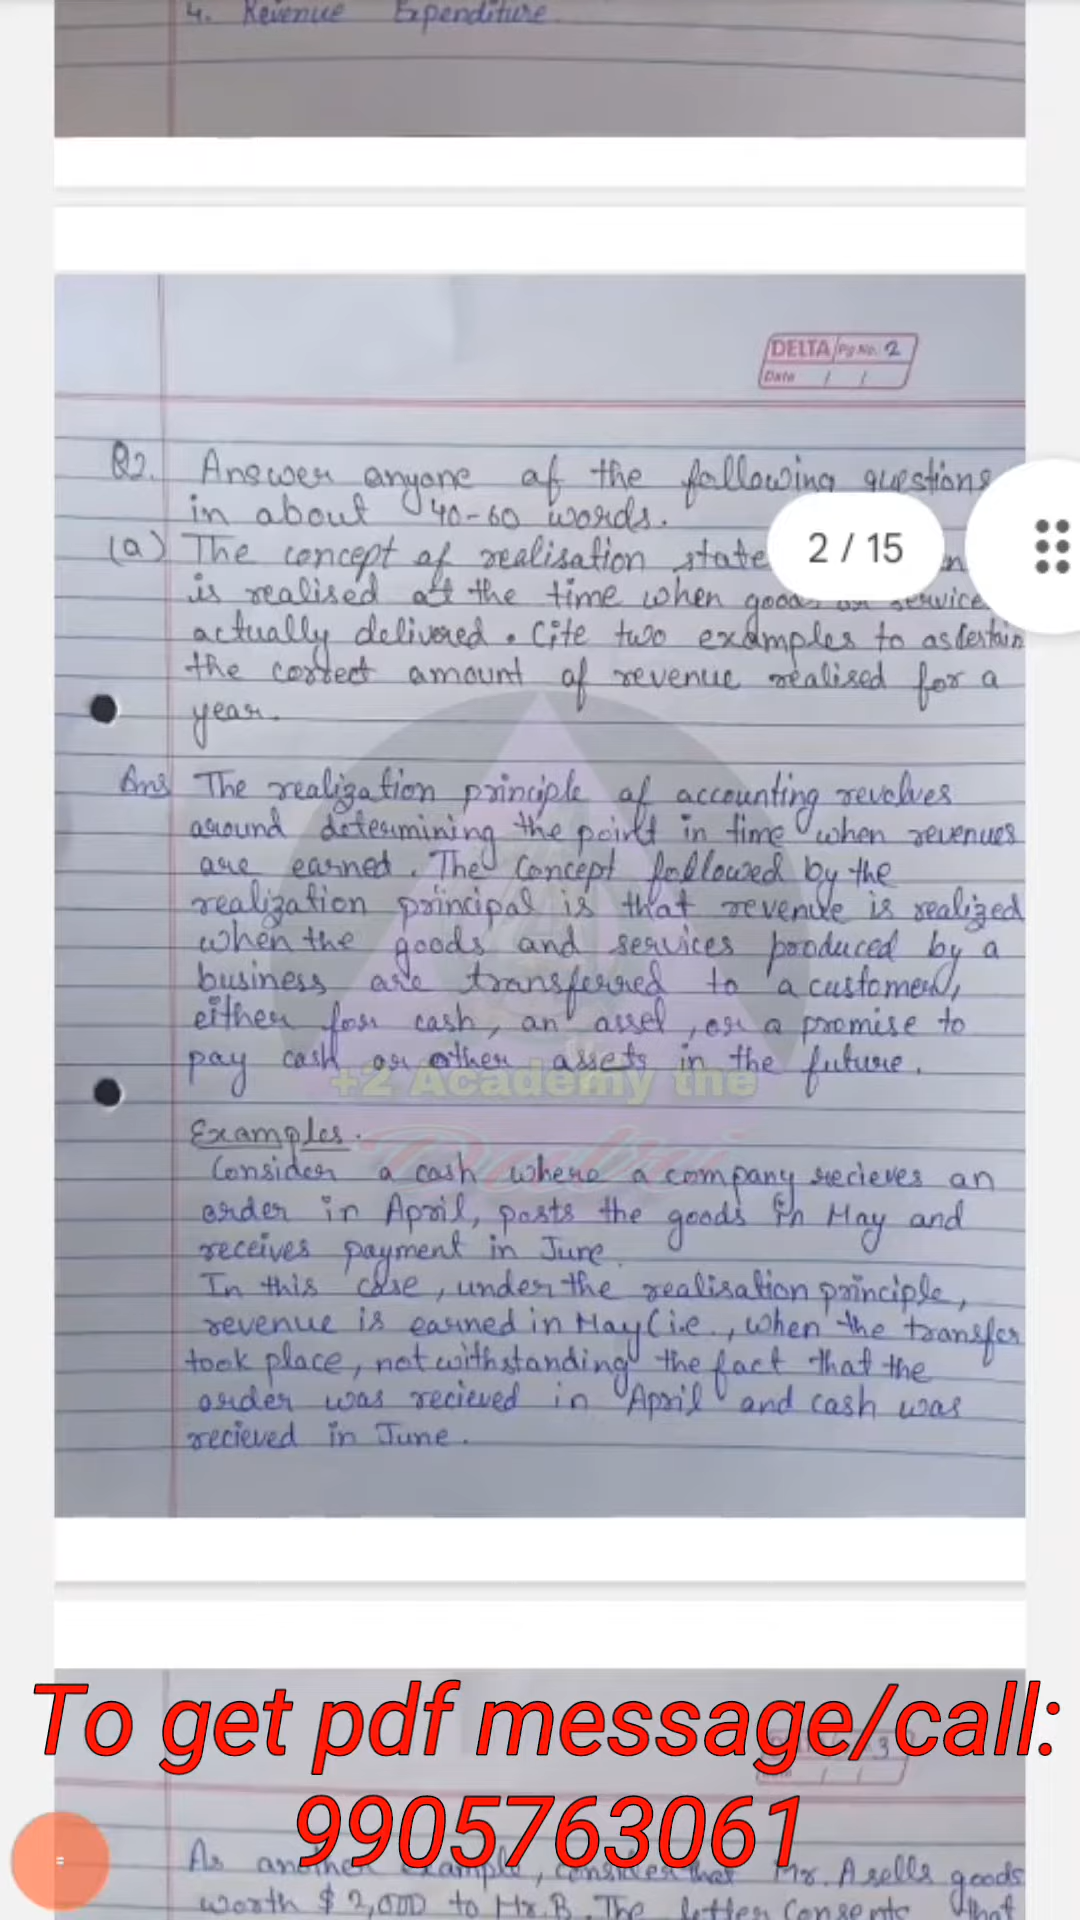 4. Revenue Expenditure
DELTA Pg No. 2
Date / /
Q2. Answer anyone of the following questions
in about 40-60 words.
2 / 15
(a) The concept of realisation state
is realised at the time when goods or service
actually delivered. Cite two examples to ascertain
the correct amount of revenue realised for a
year.
Ans The realization principle of accounting revolves
around determining the point in time when revenues
are earned. The Concept followed by the
realization principal is that revenue is realized
when the goods and services produced by a
business are transferred to a customer,
either for cash, an asset, or a promise to
pay cash or other assets in the future.
+2 Academy the
Examples.
Consider a cash where a company recieves an
order in April, posts the goods in May and
receives payment in June.
In this case, under the realisation principle,
revenue is earned in May (i.e., when the transfer
took place, notwithstanding the fact that the
order was recieved in April and cash was
recieved in June.
To get pdf message/call:
3
9905763061
As another example, consider that Mr. A sells goods
worth $ 2,000 to Mr. B. The letter Consents that